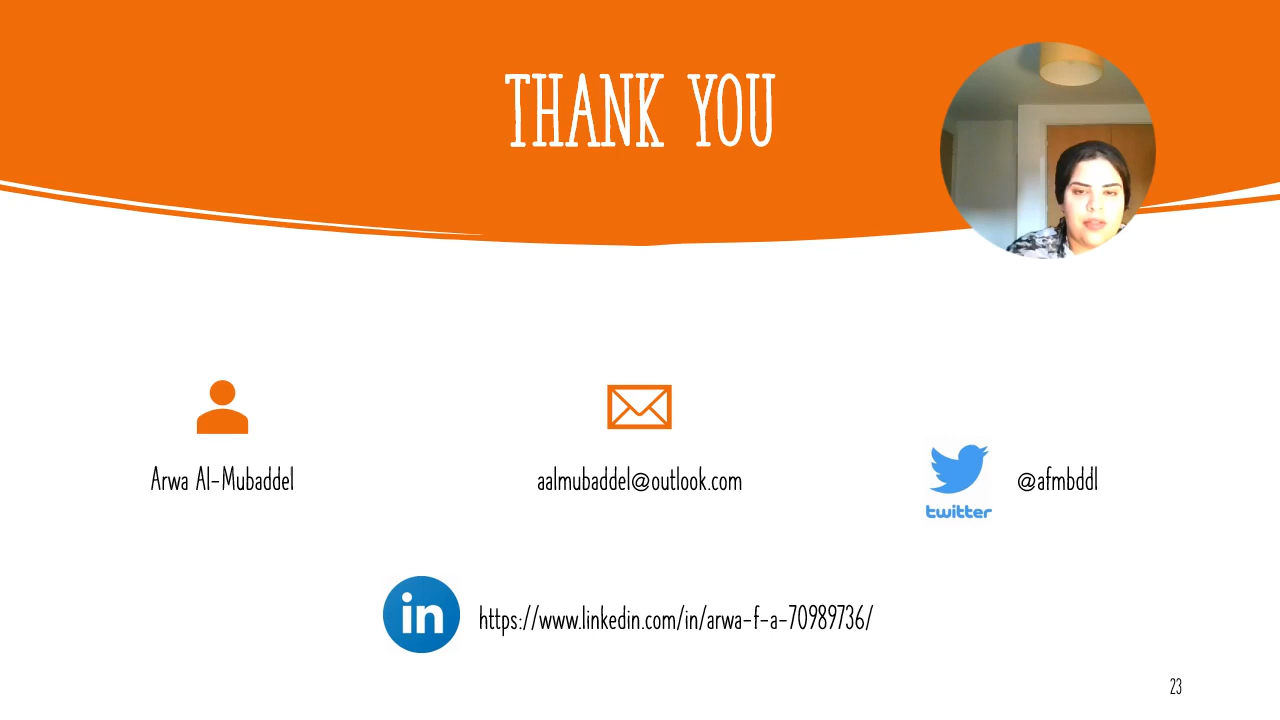 THANK YOU
Arwa Al-Mubaddel
aalmubaddel@outlook.com
@afmbddl
twitter
in
https://www.linkedin.com/in/arwa-f-a-70989736/
23